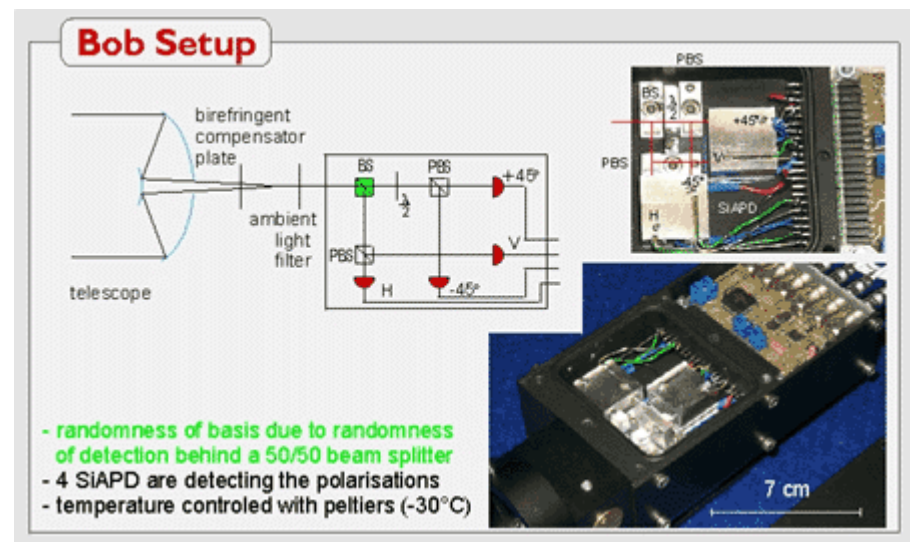 Bob Setup
birefringent
compensator
plate
ambient
light
filter
telescope
BS
PBS
λ/2
+45°
PBS
V
H
-45°
PBS
BS
λ/2
+45°
PBS
V
-45°
H
SiAPD
- randomness of basis due to randomness
of detection behind a 50/50 beam splitter
- 4 SiAPD are detecting the polarisations
- temperature controled with peltiers (-30°C)
7 cm